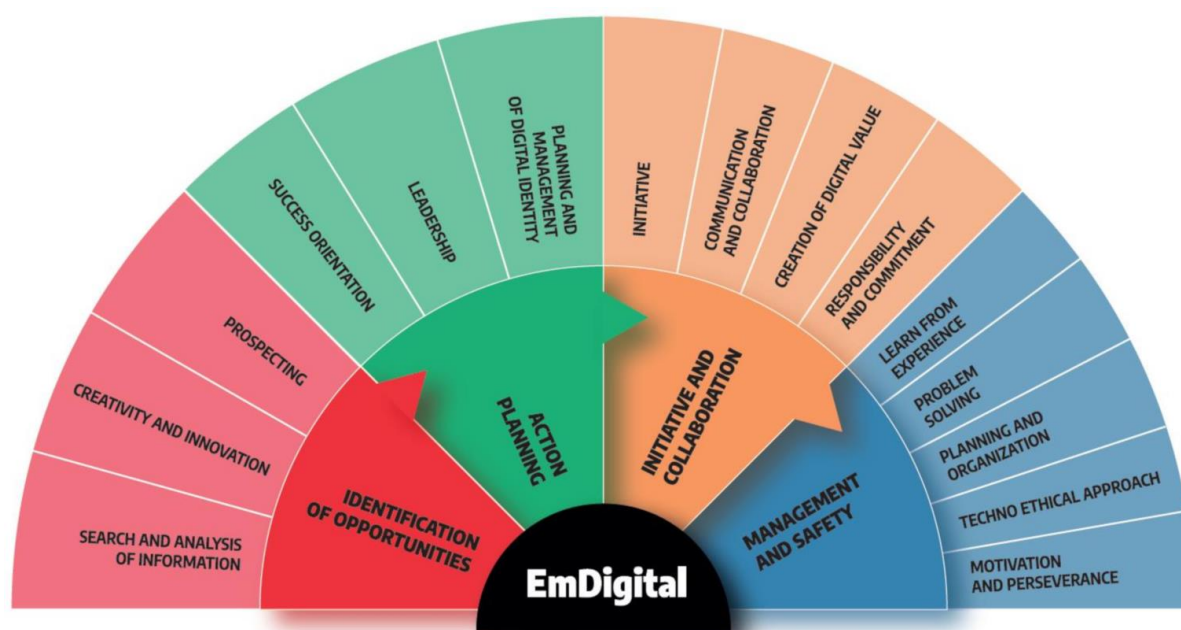 SEARCH AND ANALYSIS
OF INFORMATION
CREATIVITY AND INNOVATION
PROSPECTING
SUCCESS ORIENTATION
LEADERSHIP
PLANNING AND
MANAGEMENT
OF DIGITAL IDENTITY
INITIATIVE
COMMUNICATION
AND COLLABORATION
CREATION OF DIGITAL VALUE
RESPONSIBILITY
AND COMMITMENT
LEARN FROM
EXPERIENCE
PROBLEM
SOLVING
PLANNING AND
ORGANIZATION
TECHNO ETHICAL APPROACH
MOTIVATION
AND PERSEVERANCE
IDENTIFICATION
OF OPPORTUNITIES
ACTION
PLANNING
INITIATIVE AND
COLLABORATION
MANAGEMENT
AND SAFETY
EmDigital